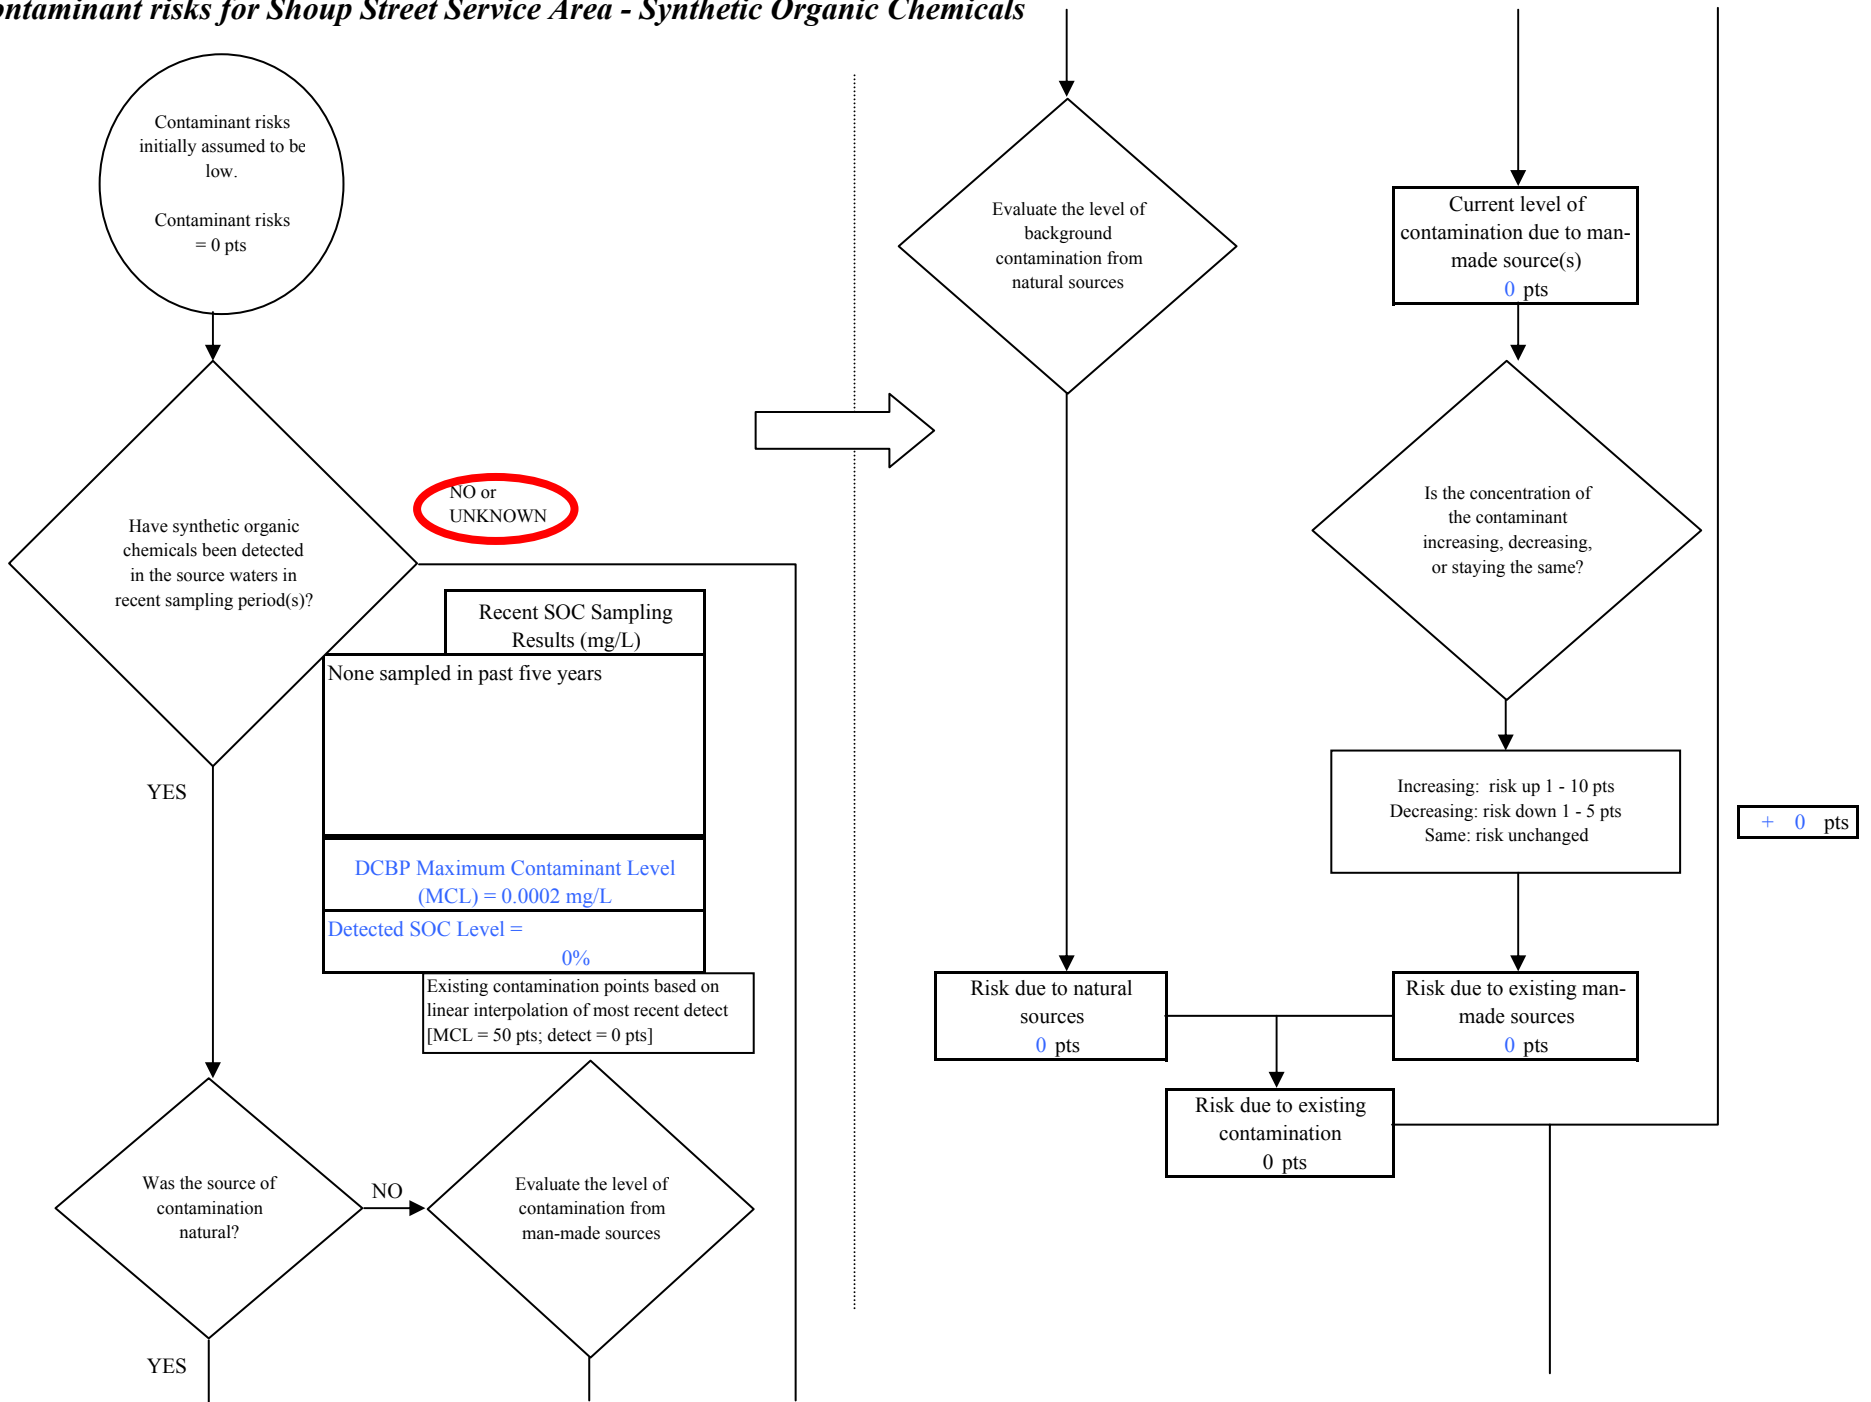 ontaminant risks for Shoup Street Service Area - Synthetic Organic Chemicals
Contaminant risks
initially assumed to be
low.
Contaminant risks
= 0 pts
Have synthetic organic
chemicals been detected
in the source waters in
recent sampling period(s)?
NO or
UNKNOWN
YES
Recent SOC Sampling
Results (mg/L)
None sampled in past five years
DCBP Maximum Contaminant Level
(MCL) = 0.0002 mg/L
Detected SOC Level =
0%
Existing contamination points based on
linear interpolation of most recent detect
[MCL = 50 pts; detect = 0 pts]
Was the source of
contamination
natural?
NO
YES
Evaluate the level of
contamination from
man-made sources
Evaluate the level of
background
contamination from
natural sources
Current level of
contamination due to man-
made source(s)
0 pts
Is the concentration of
the contaminant
increasing, decreasing,
or staying the same?
Increasing: risk up 1 - 10 pts
Decreasing: risk down 1 - 5 pts
Same: risk unchanged
+ 0 pts
Risk due to natural
sources
0 pts
Risk due to existing man-
made sources
0 pts
Risk due to existing
contamination
0 pts